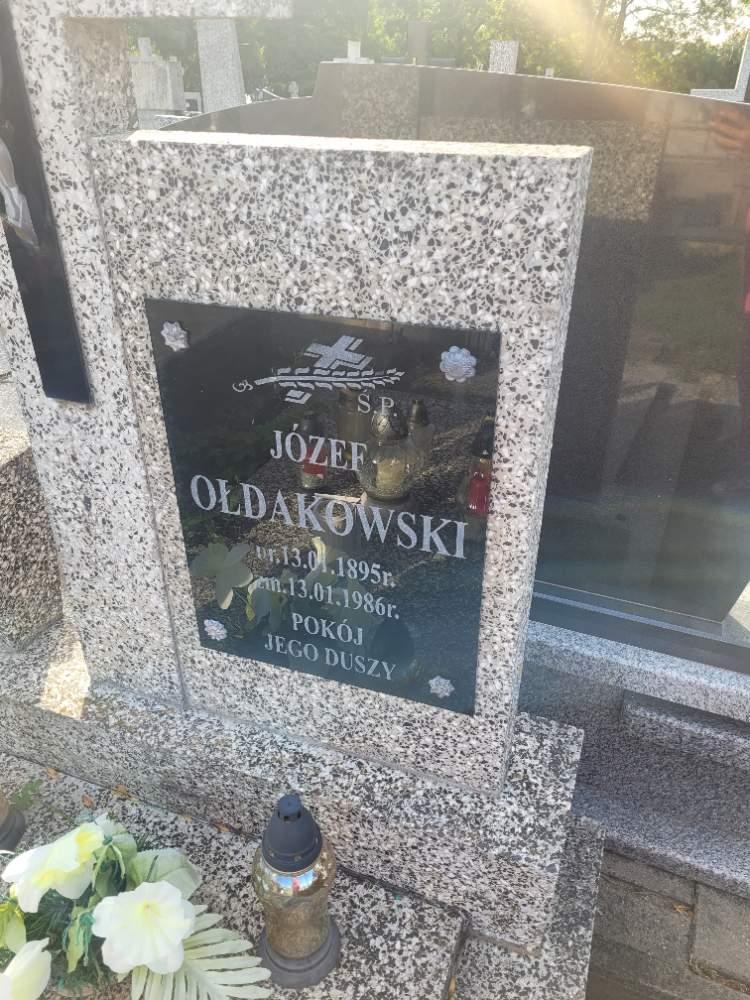 Ś.P.
JÓZEF
OŁDAKOWSKI
ur.13.01.1895r.
zm.13.01.1986r.
POKÓJ
JEGO DUSZY